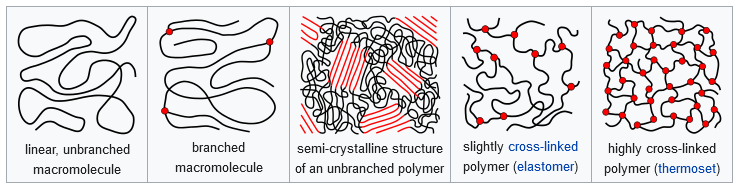 linear, unbranched
macromolecule
branched
macromolecule
semi-crystalline structure
of an unbranched polymer
slightly cross-linked
polymer (elastomer)
highly cross-linked
polymer (thermoset)